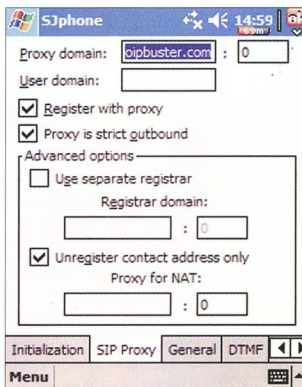 SJphone 14:59
69m
Proxy domain: oipbuster.com : 0
User domain:
Register with proxy
Proxy is strict outbound
Advanced options
Use separate registrar
Registrar domain:
: 0
Unregister contact address only
Proxy for NAT:
: 0
Initialization SIP Proxy General DTMF
Menu